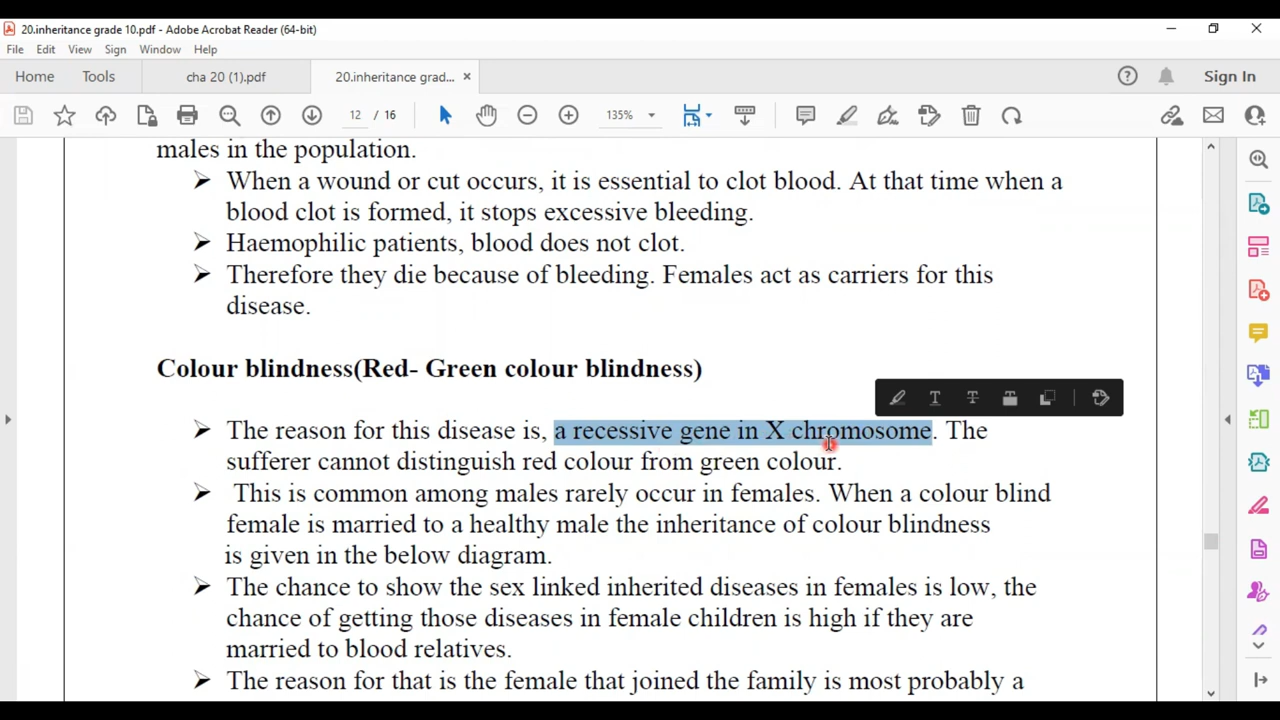 20.inheritance grade 10.pdf - Adobe Acrobat Reader (64-bit)
File Edit View Sign Window Help
Home Tools cha 20 (1).pdf 20.inheritance grad... × Sign In
12 / 16 135%
males in the population.
➢ When a wound or cut occurs, it is essential to clot blood. At that time when a
blood clot is formed, it stops excessive bleeding.
➢ Haemophilic patients, blood does not clot.
➢ Therefore they die because of bleeding. Females act as carriers for this
disease.
Colour blindness(Red- Green colour blindness)
➢ The reason for this disease is, a recessive gene in X chromosome. The
sufferer cannot distinguish red colour from green colour.
➢ This is common among males rarely occur in females. When a colour blind
female is married to a healthy male the inheritance of colour blindness
is given in the below diagram.
➢ The chance to show the sex linked inherited diseases in females is low, the
chance of getting those diseases in female children is high if they are
married to blood relatives.
➢ The reason for that is the female that joined the family is most probably a